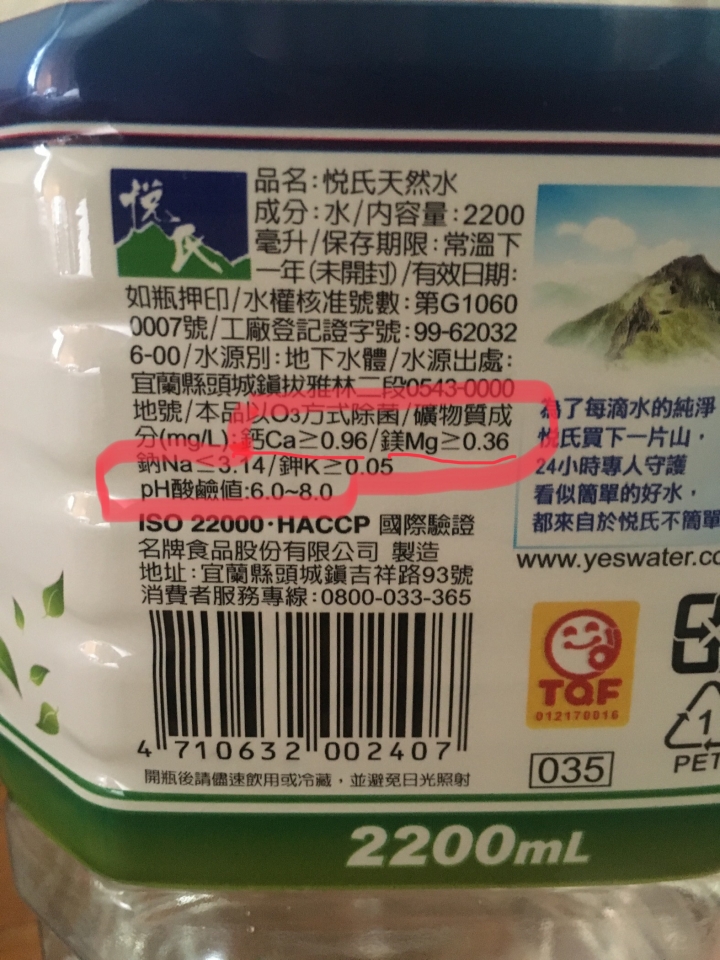 悅氏
品名:悅氏天然水
成分:水/內容量:2200
毫升/保存期限:常溫下
一年(未開封)/有效日期:
如瓶押印/水權核准號數:第G1060
0007號/工廠登記證字號:99-62032
6-00/水源別:地下水體/水源出處:
宜蘭縣頭城鎮拔雅林二段0543-0000
地號/本品以O3方式除菌/礦物質成
分(mg/L):鈣Ca≥0.96/鎂Mg≥0.36
鈉Na≤3.14/鉀K≥0.05
pH酸鹼值:6.0~8.0
ISO 22000·HACCP 國際驗證
名牌食品股份有限公司 製造
地址:宜蘭縣頭城鎮吉祥路93號
消費者服務專線:0800-033-365
4 710632 002407
開瓶後請儘速飲用或冷藏,並避免日光照射
為了每滴水的純淨
悅氏買下一片山,
24小時專人守護
看似簡單的好水,
都來自於悅氏不簡單
www.yeswater.co
TQF
012170016
035
1
PET
2200mL